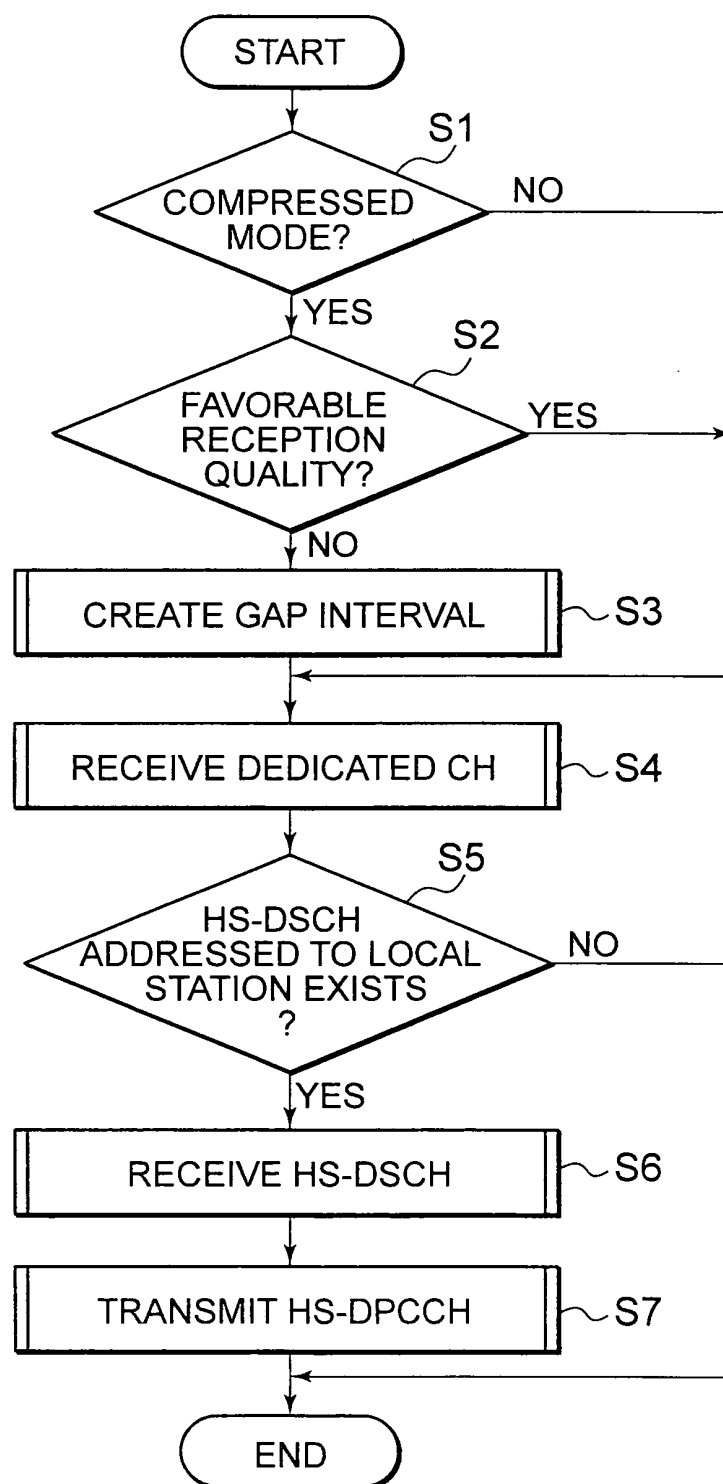 START
S1
COMPRESSED
MODE?
NO
YES
S2
FAVORABLE
RECEPTION
QUALITY?
YES
NO
CREATE GAP INTERVAL
S3
RECEIVE DEDICATED CH
S4
S5
HS-DSCH
ADDRESSED TO LOCAL
STATION EXISTS
?
NO
YES
RECEIVE HS-DSCH
S6
TRANSMIT HS-DPCCH
S7
END